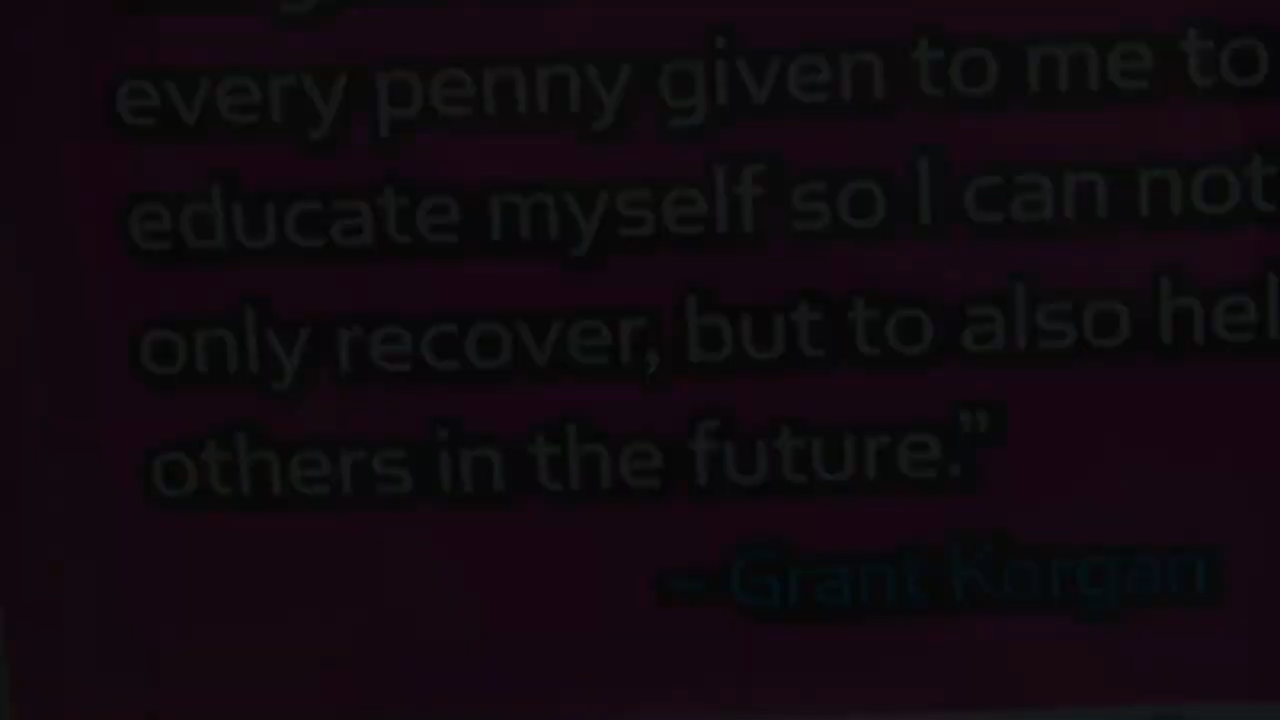 every penny given to me to
educate myself so I can not
only recover, but to also hel
others in the future."
– Grant Korgan